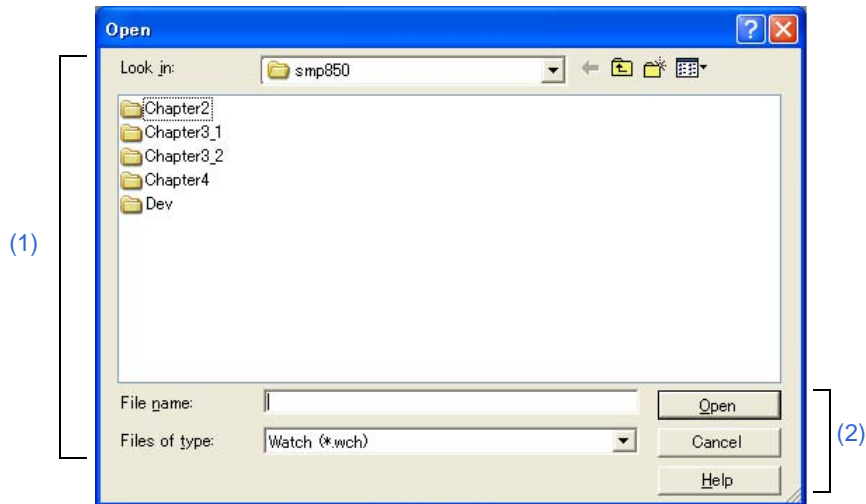 Open
Look in: smp850
Chapter2
Chapter3_1
Chapter3_2
Chapter4
Dev
(1)
File name: Open
Files of type: Watch (*.wch) Cancel
(2)
Help